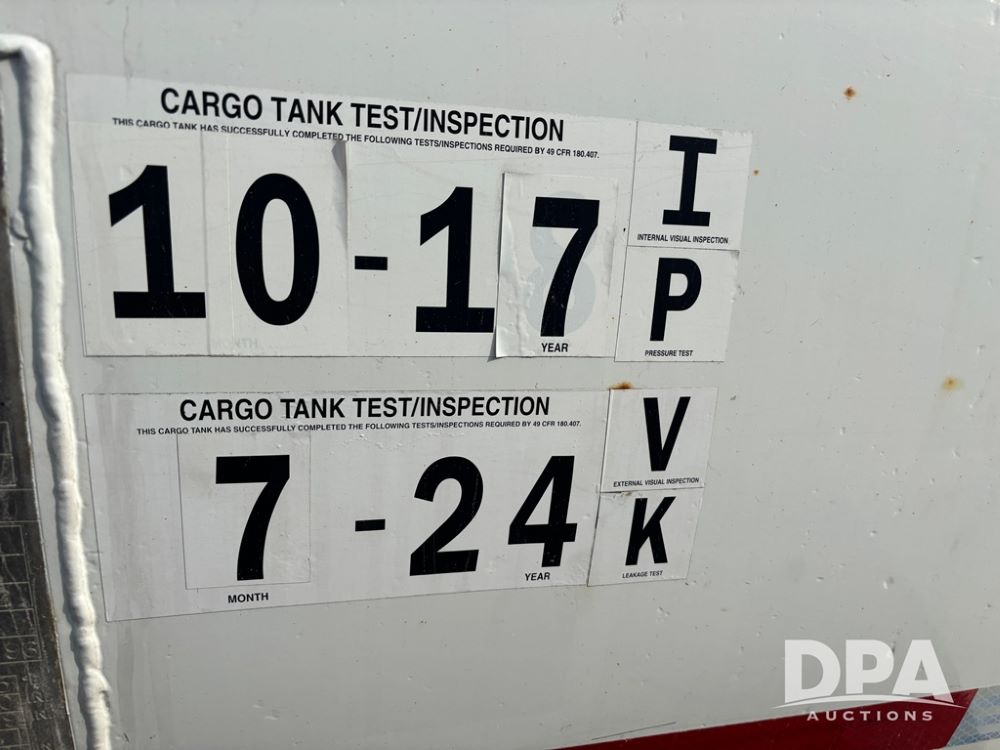 CARGO TANK TEST/INSPECTION
THIS CARGO TANK HAS SUCCESSFULLY COMPLETED THE FOLLOWING TESTS/INSPECTIONS REQUIRED BY 49 CFR 180.407.
10-17
YEAR
I
INTERNAL VISUAL INSPECTION
P
PRESSURE TEST
CARGO TANK TEST/INSPECTION
THIS CARGO TANK HAS SUCCESSFULLY COMPLETED THE FOLLOWING TESTS/INSPECTIONS REQUIRED BY 49 CFR 180.407.
7-24
MONTH
YEAR
V
EXTERNAL VISUAL INSPECTION
K
LEAKAGE TEST
DPA
AUCTIONS